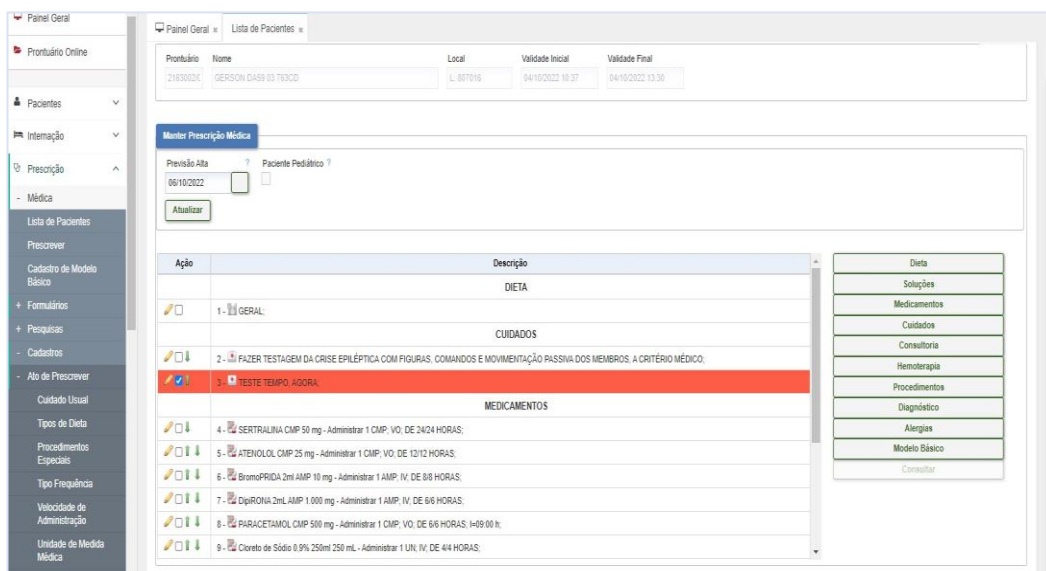 Painel Geral
Prontuário Online
Pacientes
Internação
Prescrição
- Médica
Lista de Pacientes
Prescrever
Cadastro de Modelo
Básico
+ Formulários
+ Pesquisas
- Cadastros
- Ato de Prescrever
Cuidado Usual
Tipos de Dieta
Procedimentos
Especiais
Tipo Frequência
Velocidade de
Administração
Unidade de Medida
Médica
Painel Geral x Lista de Pacientes x
Prontuário Nome Local Validade Inicial Validade Final
GERSON 04/10/2022 10:37 04/10/2022 13:30
Manter Prescrição Médica
Previsão Alta ? Paciente Pediátrico ?
06/10/2022
Atualizar
Ação Descrição
DIETA
1 - GERAL;
CUIDADOS
2 - FAZER TESTAGEM DA CRISE EPILÉPTICA COM FIGURAS, COMANDOS E MOVIMENTAÇÃO PASSIVA DOS MEMBROS, A CRITÉRIO MÉDICO;
3 - TESTE TEMPO, AGORA;
MEDICAMENTOS
4 - SERTRALINA CMP 50 mg - Administrar 1 CMP; VO; DE 24/24 HORAS;
5 - ATENOLOL CMP 25 mg - Administrar 1 CMP; VO; DE 12/12 HORAS;
6 - BromoPRIDA 2ml AMP 10 mg - Administrar 1 AMP; IV; DE 8/8 HORAS;
7 - DipiRONA 2mL AMP 1.000 mg - Administrar 1 AMP; IV; DE 6/6 HORAS;
8 - PARACETAMOL CMP 500 mg - Administrar 1 CMP; VO; DE 6/6 HORAS; I=09:00 h;
9 - Cloreto de Sódio 0,9% 250ml 250 mL - Administrar 1 UN; IV; DE 4/4 HORAS;
Dieta
Soluções
Medicamentos
Cuidados
Consultoria
Hemoterapia
Procedimentos
Diagnóstico
Alergias
Modelo Básico
Consultar